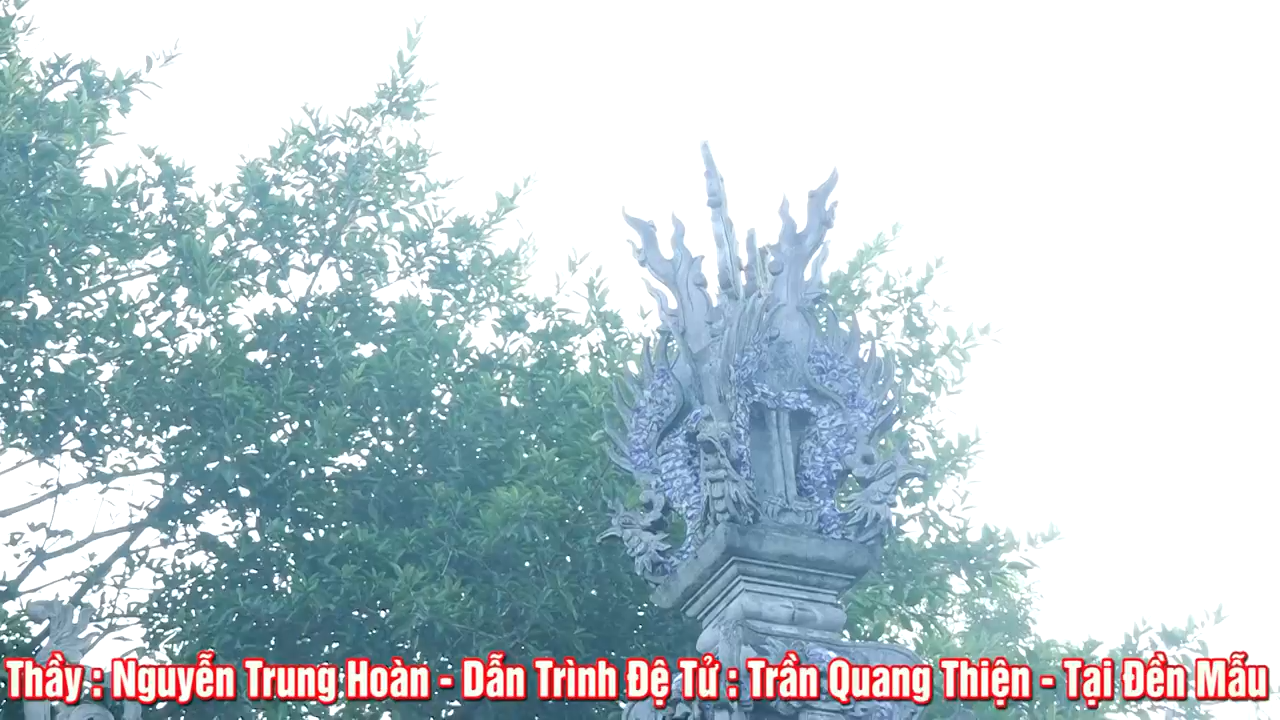 Thầy : Nguyễn Trung Hoàn - Dẫn Trình Đệ Tử : Trần Quang Thiện - Tại Đền Mẫu